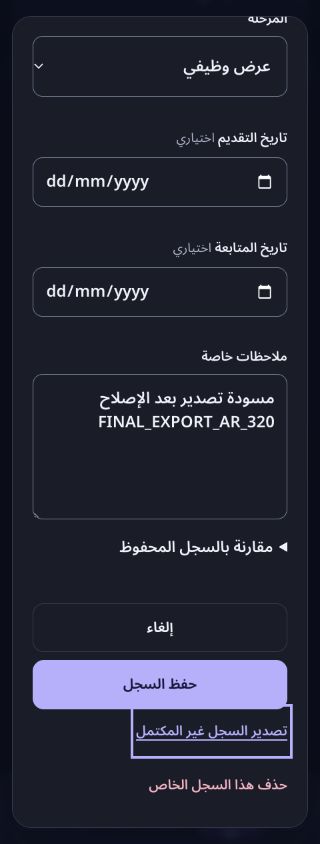 المرحلة
عرض وظيفي
تاريخ التقديم اختياري
dd/mm/yyyy
تاريخ المتابعة اختياري
dd/mm/yyyy
ملاحظات خاصة
مسودة تصدير بعد الإصلاح
FINAL_EXPORT_AR_320
مقارنة بالسجل المحفوظ
إلغاء
حفظ السجل
تصدير السجل غير المكتمل
حذف هذا السجل الخاص